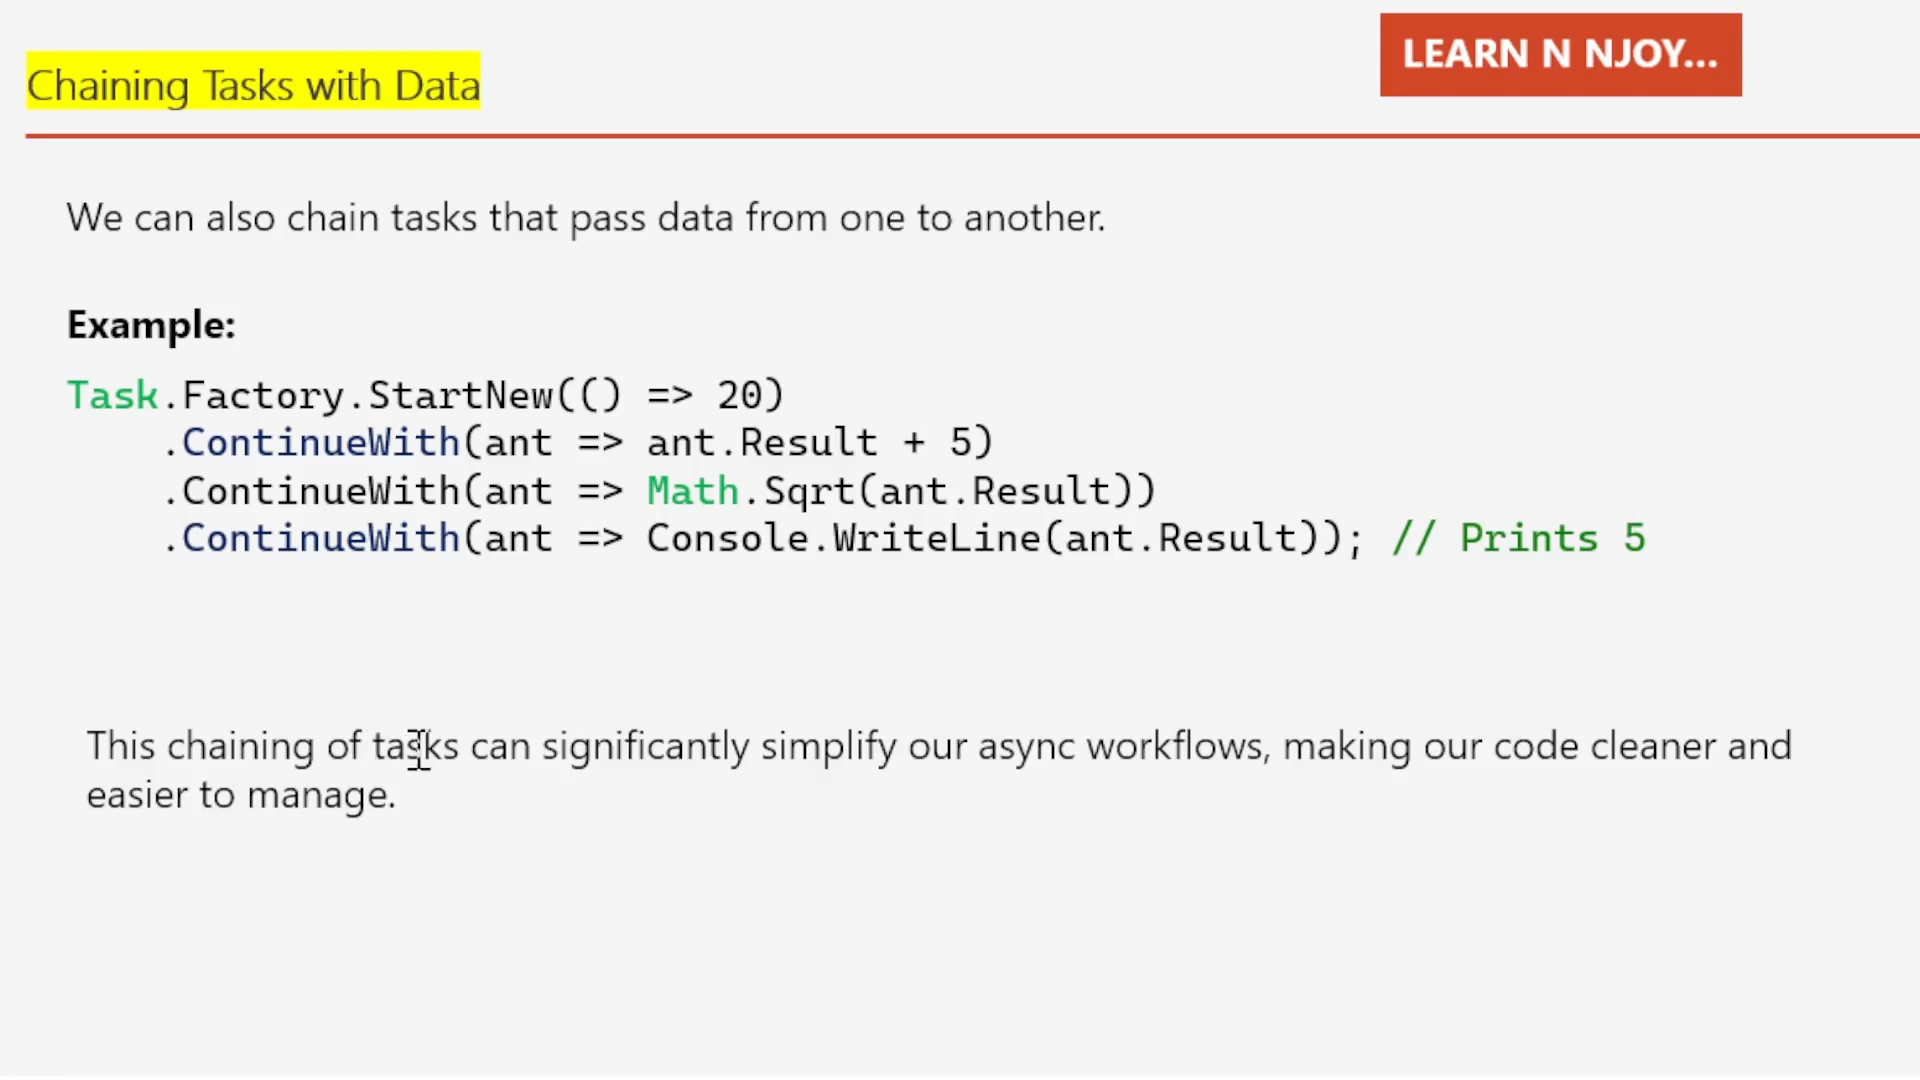 LEARN N NJOY...
Chaining Tasks with Data
We can also chain tasks that pass data from one to another.
Example:
Task.Factory.StartNew(() => 20)
.ContinueWith(ant => ant.Result + 5)
.ContinueWith(ant => Math.Sqrt(ant.Result))
.ContinueWith(ant => Console.WriteLine(ant.Result)); // Prints 5
This chaining of tasks can significantly simplify our async workflows, making our code cleaner and
easier to manage.